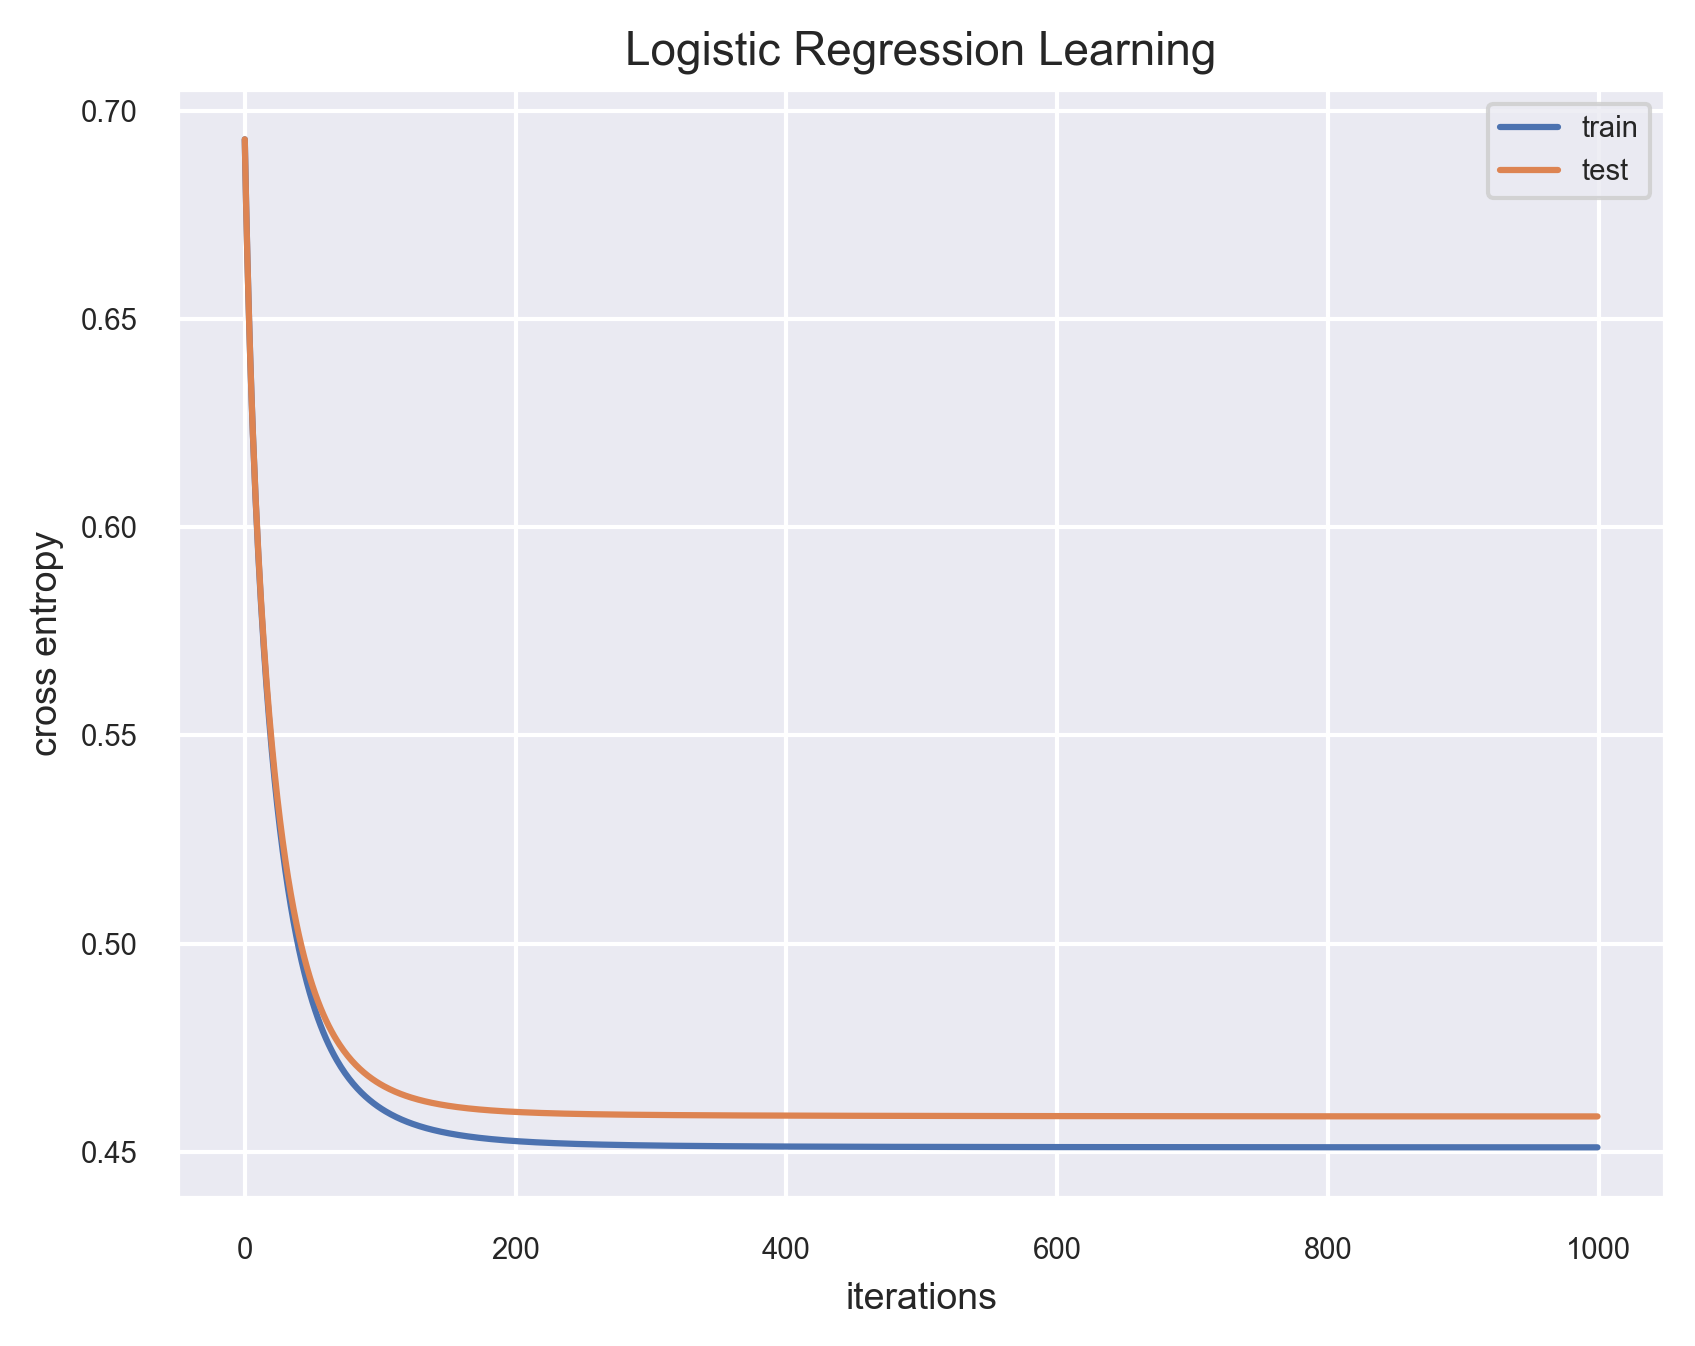 Logistic Regression Learning
train
test
cross entropy
0.70
0.65
0.60
0.55
0.50
0.45
0 200 400 600 800 1000
iterations